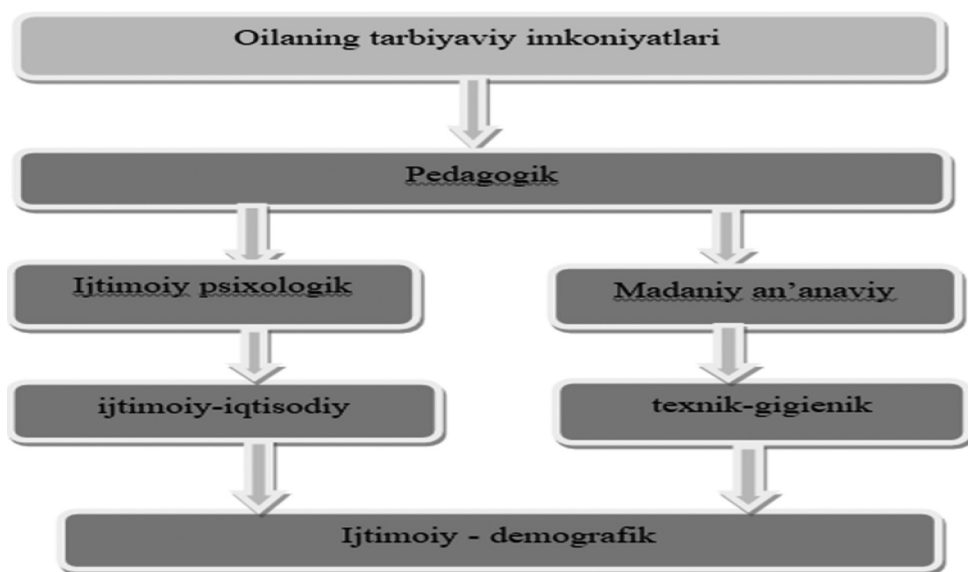 Oilaning tarbiyaviy imkoniyatlari
Pedagogik
Ijtimoiy psixologik
Madaniy an’anaviy
ijtimoiy-iqtisodiy
texnik-gigienik
Ijtimoiy - demografik